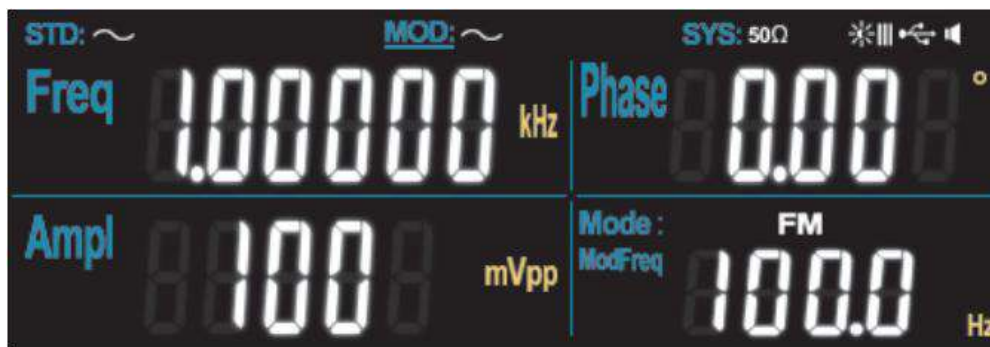 STD: MOD: SYS: 50Ω
Freq 1.00000 kHz
Phase 0.00 °
Ampl 100 mVpp
Mode : FM
ModFreq 100.0 Hz